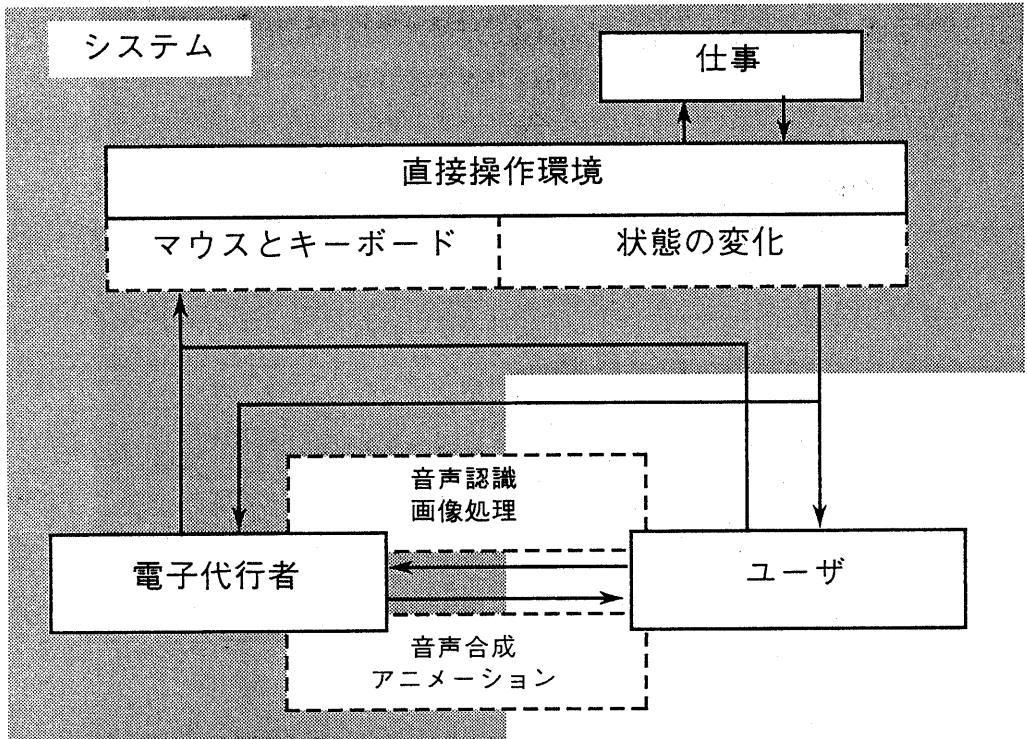 システム
仕事
直接操作環境
マウスとキーボード
状態の変化
音声認識
画像処理
電子代行者
ユーザ
音声合成
アニメーション